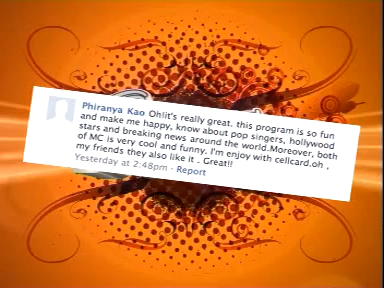 Phiranya Kao OhIit's really great. this program is so fun
and make me happy, know about pop singers, hollywood
stars and breaking news around the world.Moreover, both
of MC is very cool and funny. I'm enjoy with cellcard.oh ,
my friends they also like it . Great!!
Yesterday at 2:48pm · Report